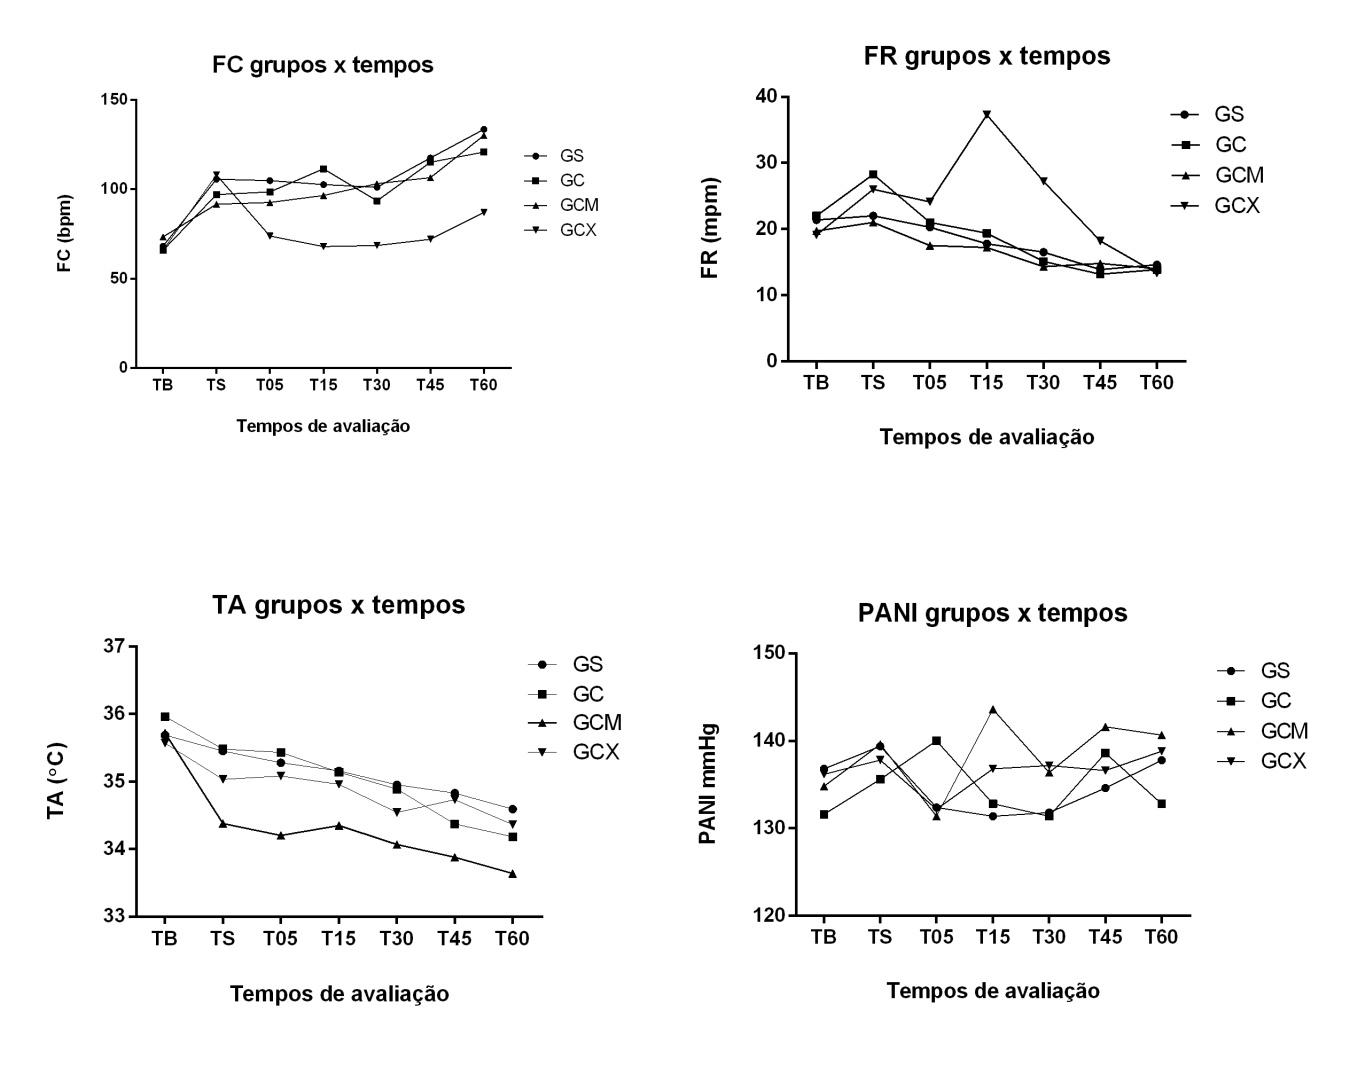 FC grupos x tempos
FC (bpm)
150
100
50
0
TB TS T05 T15 T30 T45 T60
Tempos de avaliação
GS
GC
GCM
GCX
FR grupos x tempos
FR (mpm)
40
30
20
10
0
TB TS T05 T15 T30 T45 T60
Tempos de avaliação
GS
GC
GCM
GCX
TA grupos x tempos
TA (°C)
37
36
35
34
33
TB TS T05 T15 T30 T45 T60
Tempos de avaliação
GS
GC
GCM
GCX
PANI grupos x tempos
PANI mmHg
150
140
130
120
TB TS T05 T15 T30 T45 T60
Tempos de avaliação
GS
GC
GCM
GCX